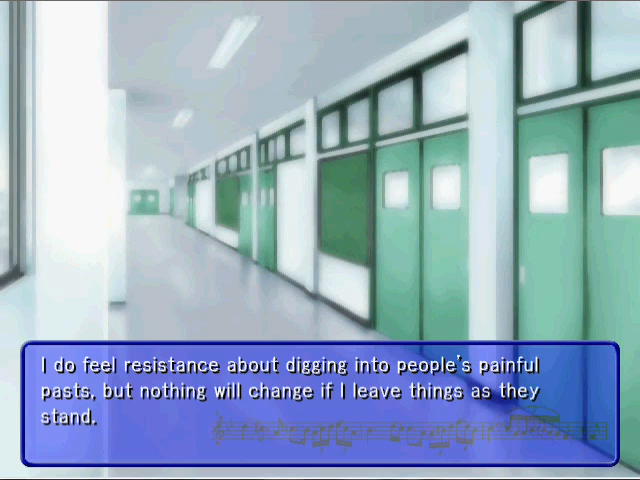 I do feel resistance about digging into people's painful
pasts, but nothing will change if I leave things as they
stand.